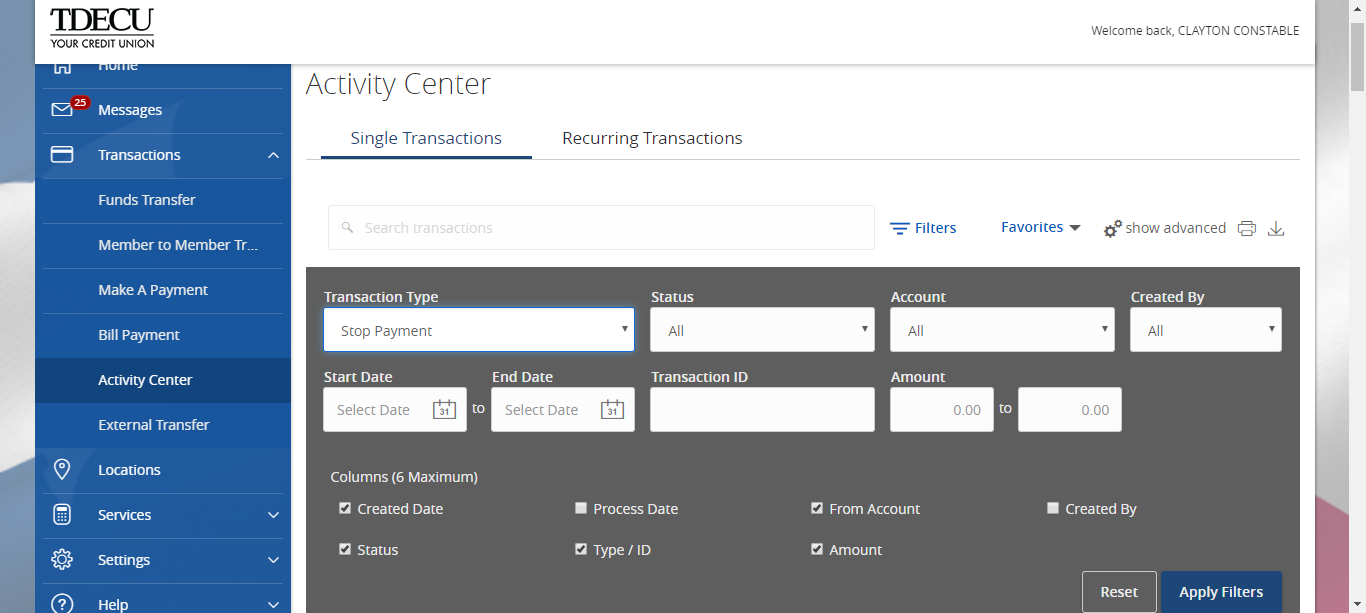 TDECU
YOUR CREDIT UNION
Welcome back, CLAYTON CONSTABLE
Home
25
Messages
Transactions
Funds Transfer
Member to Member Tr...
Make A Payment
Bill Payment
Activity Center
External Transfer
Locations
Services
Settings
Help
Activity Center
Single Transactions
Recurring Transactions
Search transactions
Filters
Favorites
show advanced
Transaction Type
Status
Account
Created By
Stop Payment
All
All
All
Start Date
End Date
Transaction ID
Amount
Select Date
31
to
Select Date
31
0.00
to
0.00
Columns (6 Maximum)
Created Date
Process Date
From Account
Created By
Status
Type / ID
Amount
Reset
Apply Filters